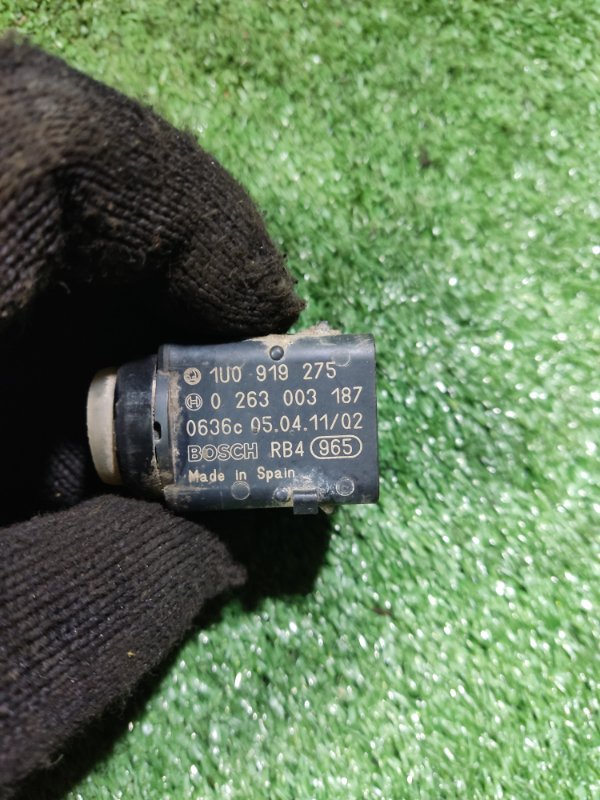 1U0 919 275
0 263 003 187
0636c 05.04.11/02
BOSCH RB4 965
Made in Spain